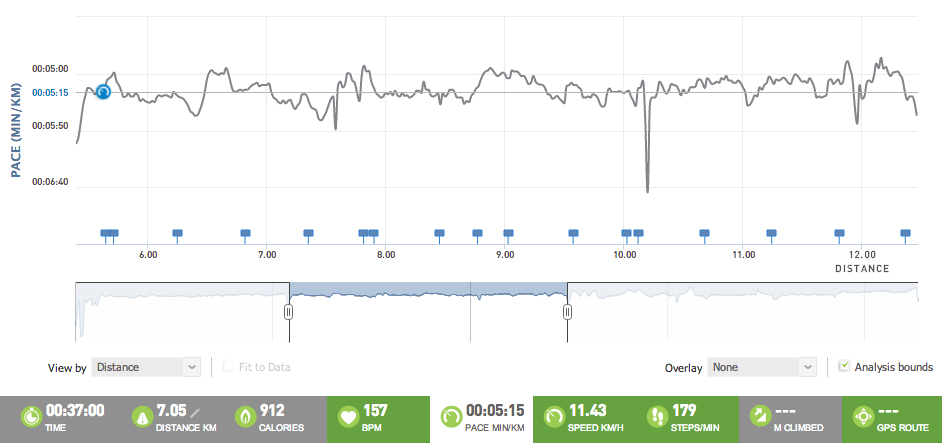 PACE (MIN/KM)
00:05:00
00:05:15
00:05:50
00:06:40
6.00 7.00 8.00 9.00 10.00 11.00 12.00
DISTANCE
View by Distance Fit to Data Overlay None Analysis bounds
00:37:00 7.05 / 912 157 00:05:15 11.43 179 --- ---
TIME DISTANCE KM CALORIES BPM PACE MIN/KM SPEED KM/H STEPS/MIN M CLIMBED GPS ROUTE